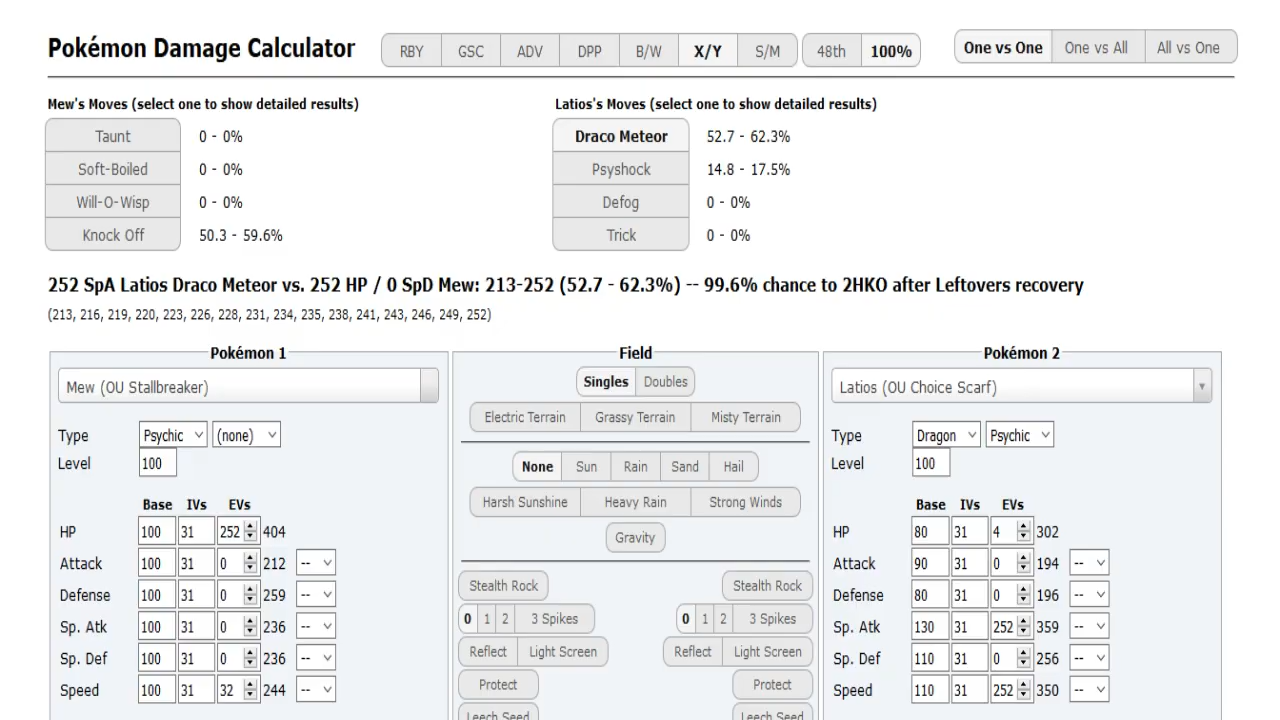 Pokémon Damage Calculator RBY GSC ADV DPP B/W X/Y S/M 48th 100% One vs One One vs All All vs One
Mew's Moves (select one to show detailed results) Latios's Moves (select one to show detailed results)
Taunt 0 - 0% Draco Meteor 52.7 - 62.3%
Soft-Boiled 0 - 0% Psyshock 14.8 - 17.5%
Will-O-Wisp 0 - 0% Defog 0 - 0%
Knock Off 50.3 - 59.6% Trick 0 - 0%
252 SpA Latios Draco Meteor vs. 252 HP / 0 SpD Mew: 213-252 (52.7 - 62.3%) -- 99.6% chance to 2HKO after Leftovers recovery
(213, 216, 219, 220, 223, 226, 228, 231, 234, 235, 238, 241, 243, 246, 249, 252)
Pokémon 1
Mew (OU Stallbreaker)
Type Psychic (none)
Level 100
Base IVs EVs
HP 100 31 252 404
Attack 100 31 0 212 --
Defense 100 31 0 259 --
Sp. Atk 100 31 0 236 --
Sp. Def 100 31 0 236 --
Speed 100 31 32 244 --
Field
Singles Doubles
Electric Terrain Grassy Terrain Misty Terrain
None Sun Rain Sand Hail
Harsh Sunshine Heavy Rain Strong Winds
Gravity
Stealth Rock Stealth Rock
0 1 2 3 Spikes 0 1 2 3 Spikes
Reflect Light Screen Reflect Light Screen
Protect Protect
Leech Seed Leech Seed
Pokémon 2
Latios (OU Choice Scarf)
Type Dragon Psychic
Level 100
Base IVs EVs
HP 80 31 4 302
Attack 90 31 0 194 --
Defense 80 31 0 196 --
Sp. Atk 130 31 252 359 --
Sp. Def 110 31 0 256 --
Speed 110 31 252 350 --